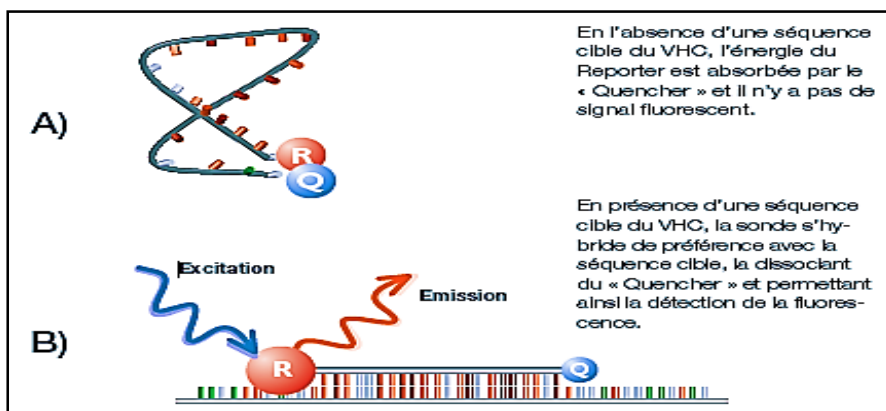 En l'absence d'une séquence
cible du VHC, l'énergie du
Reporter est absorbée par le
« Quencher » et il n'y a pas de
signal fluorescent.
A)
R
Q
En présence d'une séquence
cible du VHC, la sonde s'hy-
bride de préférence avec la
séquence cible, la dissociant
du « Quencher » et permettant
ainsi la détection de la fluores-
cence.
Excitation
Emission
B)
R
Q